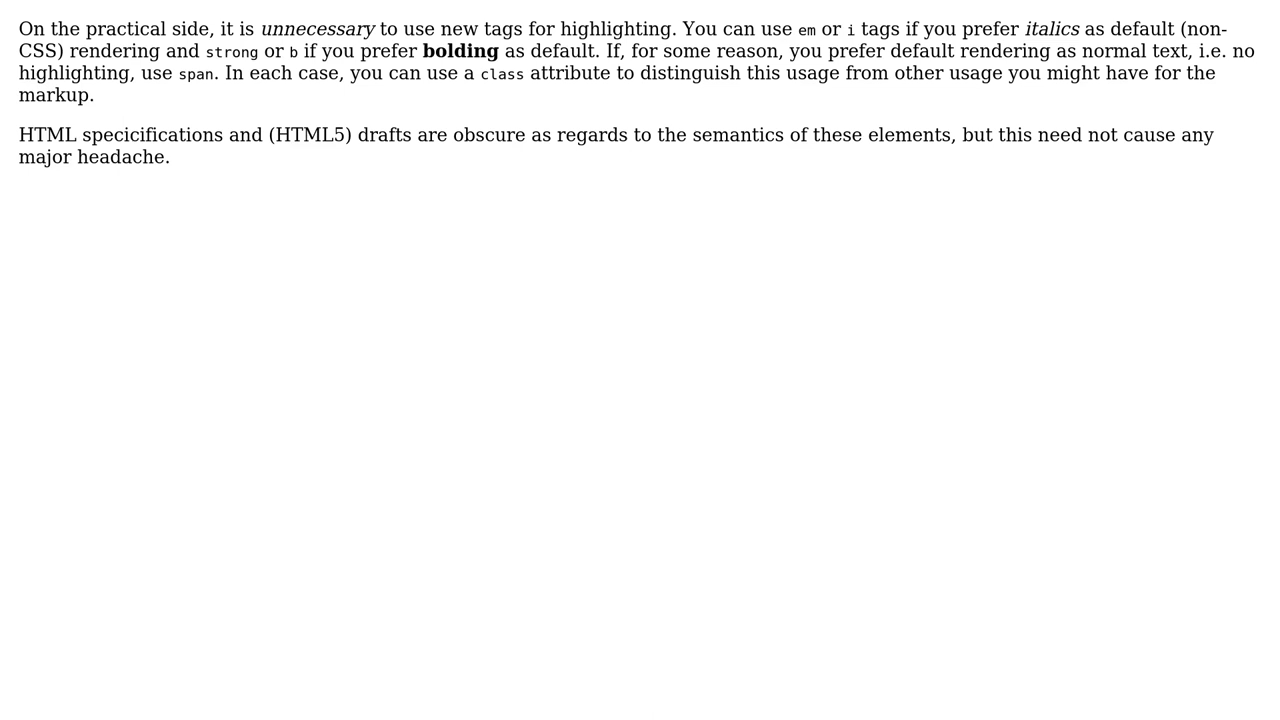 On the practical side, it is unnecessary to use new tags for highlighting. You can use em or i tags if you prefer italics as default (non-
CSS) rendering and strong or b if you prefer bolding as default. If, for some reason, you prefer default rendering as normal text, i.e. no
highlighting, use span. In each case, you can use a class attribute to distinguish this usage from other usage you might have for the
markup.
HTML specicifications and (HTML5) drafts are obscure as regards to the semantics of these elements, but this need not cause any
major headache.